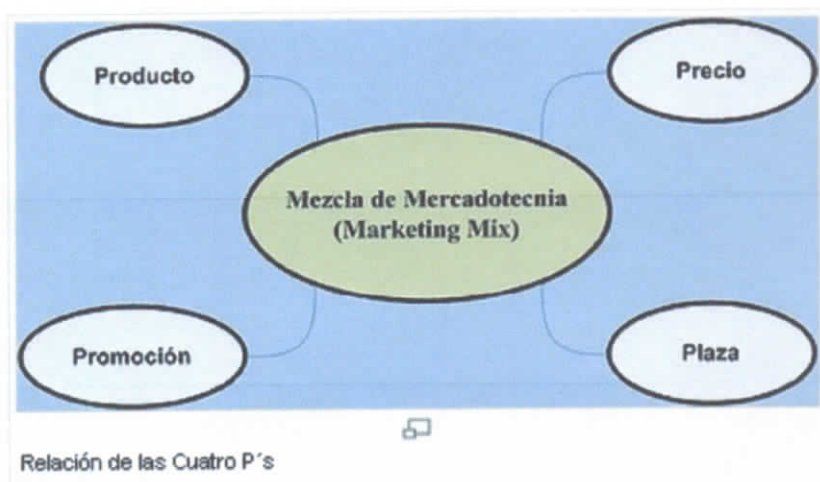 Producto
Precio
Mezcla de Mercadotecnia
(Marketing Mix)
Promoción
Plaza
Relación de las Cuatro P´s